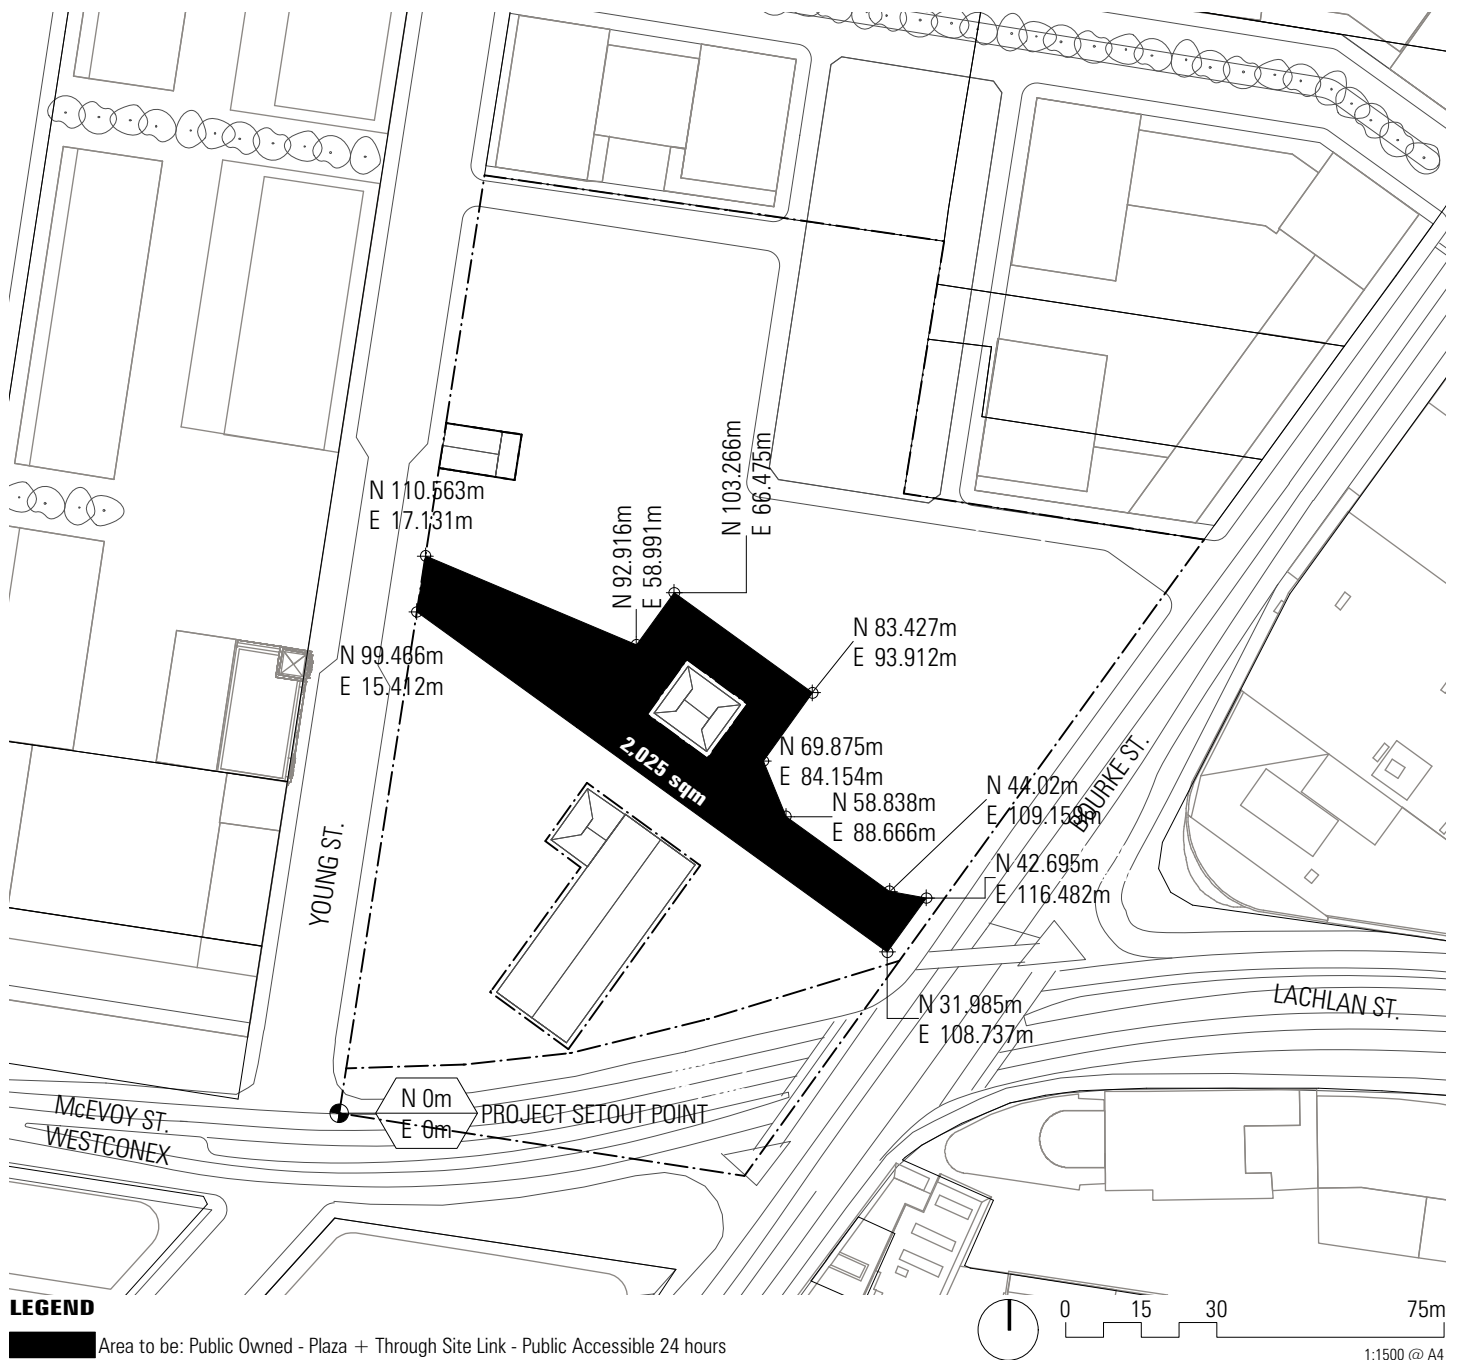 N 103.266m
E 66.475m
N 110.563m
E 17.131m
N 92.916m
E 58.991m
N 83.427m
E 93.912m
N 99.466m
E 15.412m
N 69.875m
E 84.154m
2,025 sqm
N 58.838m
E 88.666m
N 44.02m
E 109.159m
BOURKE ST.
N 42.695m
E 116.482m
YOUNG ST.
N 31.985m
E 108.737m
LACHLAN ST.
N 0m
E 0m
PROJECT SETOUT POINT
McEVOY ST.
WESTCONEX
LEGEND
Area to be: Public Owned - Plaza + Through Site Link - Public Accessible 24 hours
0 15 30 75m
1:1500 @ A4